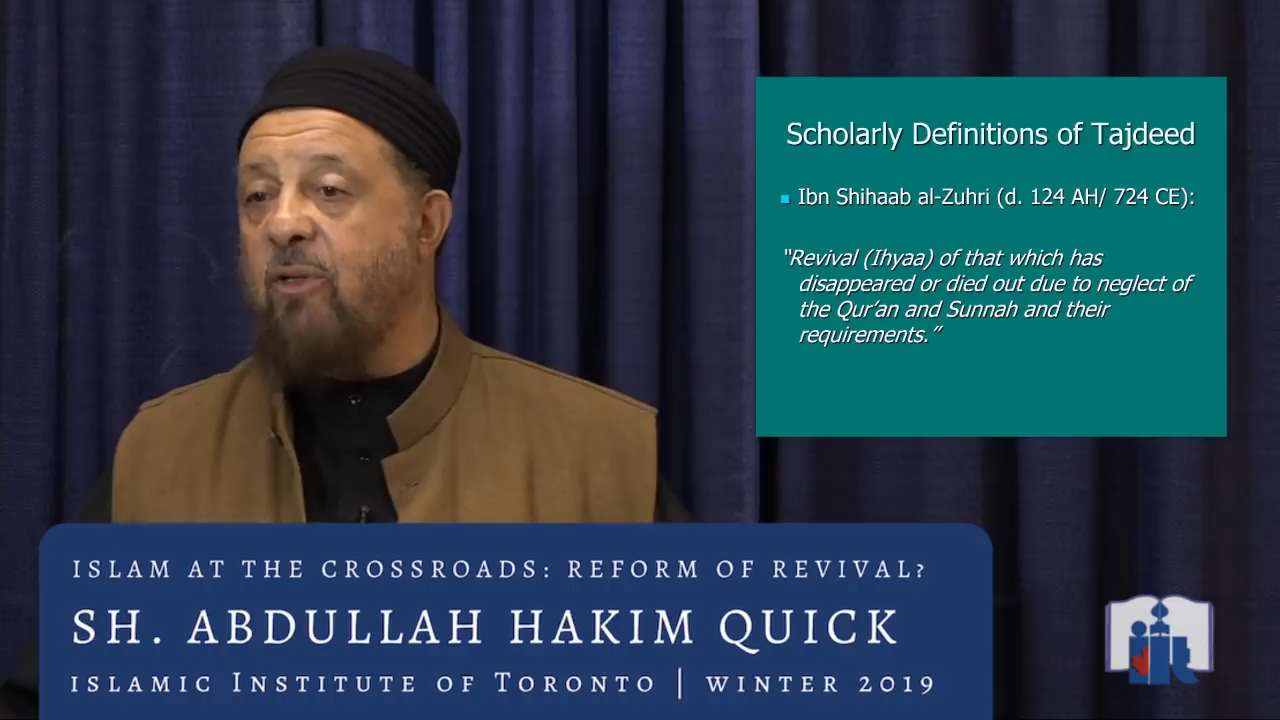 Scholarly Definitions of Tajdeed
Ibn Shihaab al-Zuhri (d. 124 AH/ 724 CE):
“Revival (Ihyaa) of that which has
disappeared or died out due to neglect of
the Qur’an and Sunnah and their
requirements.”
ISLAM AT THE CROSSROADS: REFORM OF REVIVAL?
SH. ABDULLAH HAKIM QUICK
ISLAMIC INSTITUTE OF TORONTO | WINTER 2019
iit